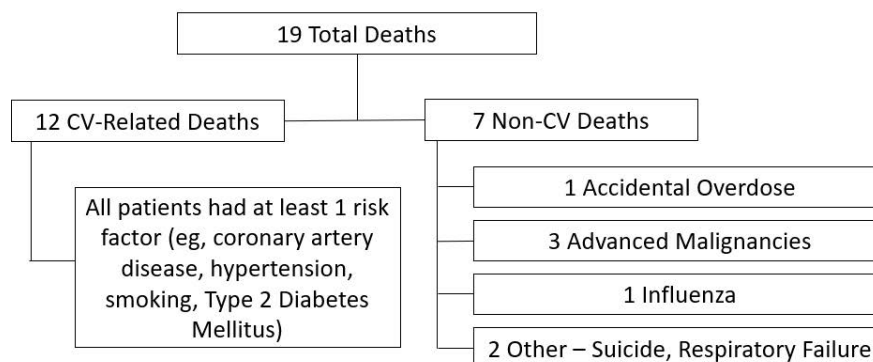 19 Total Deaths
12 CV-Related Deaths
7 Non-CV Deaths
All patients had at least 1 risk
factor (eg, coronary artery
disease, hypertension,
smoking, Type 2 Diabetes
Mellitus)
1 Accidental Overdose
3 Advanced Malignancies
1 Influenza
2 Other – Suicide, Respiratory Failure